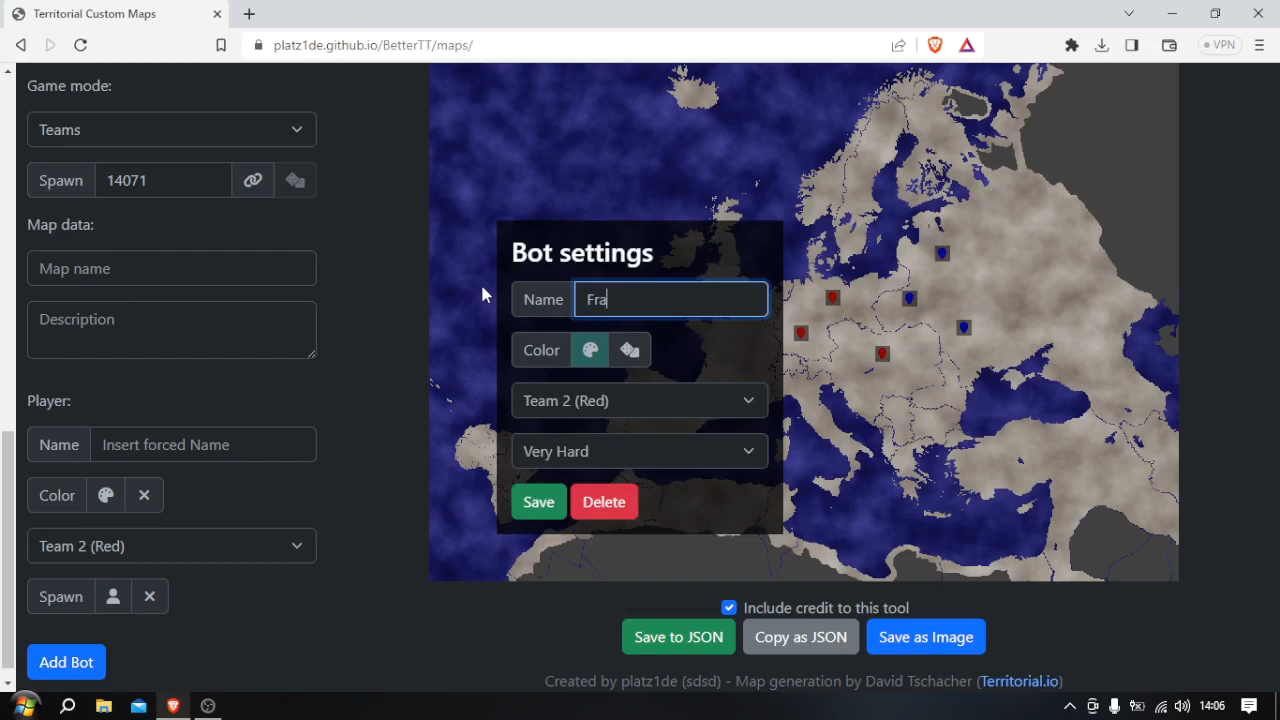 Territorial Custom Maps
platz1de.github.io/BetterTT/maps/
VPN
Game mode:
Teams
Spawn 14071
Map data:
Map name
Description
Player:
Name Insert forced Name
Color
Team 2 (Red)
Spawn
Add Bot
Bot settings
Name Fra
Color
Team 2 (Red)
Very Hard
Save Delete
Include credit to this tool
Save to JSON Copy as JSON Save as Image
Created by platz1de (sdsd) - Map generation by David Tschacher (Territorial.io)
14:06